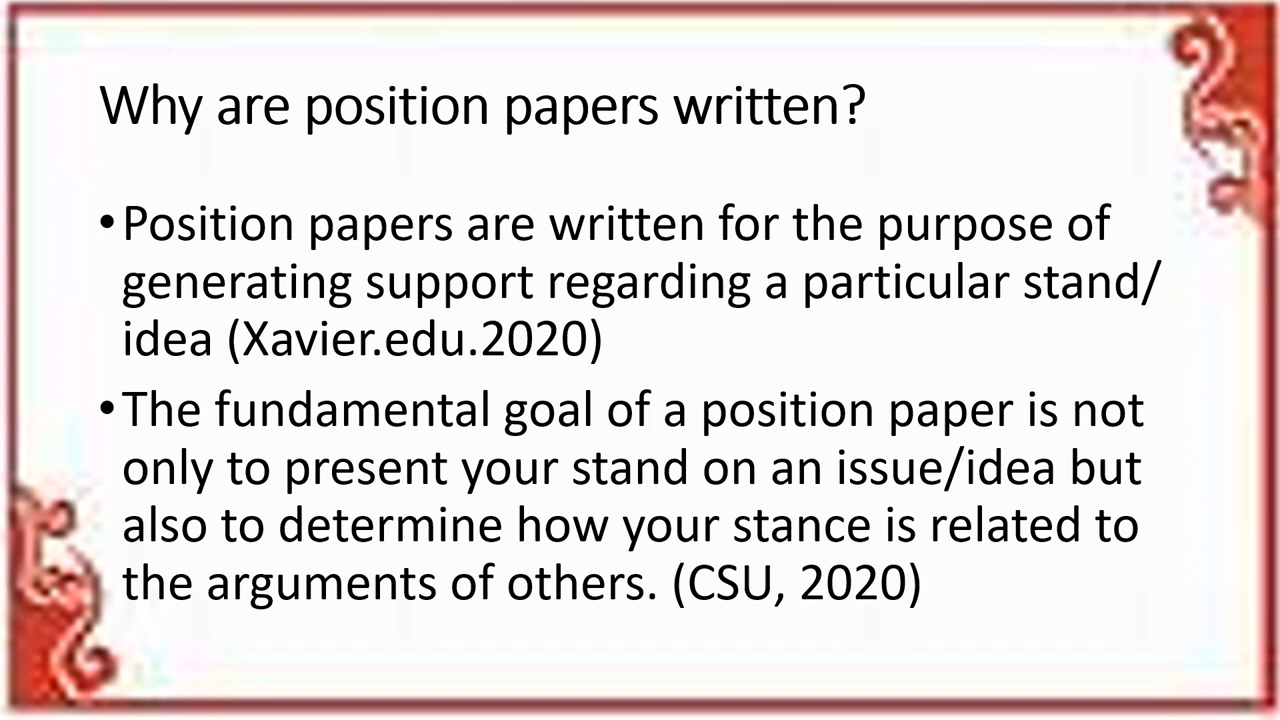 Why are position papers written?
•Position papers are written for the purpose of
generating support regarding a particular stand/
idea (Xavier.edu.2020)
•The fundamental goal of a position paper is not
only to present your stand on an issue/idea but
also to determine how your stance is related to
the arguments of others. (CSU, 2020)